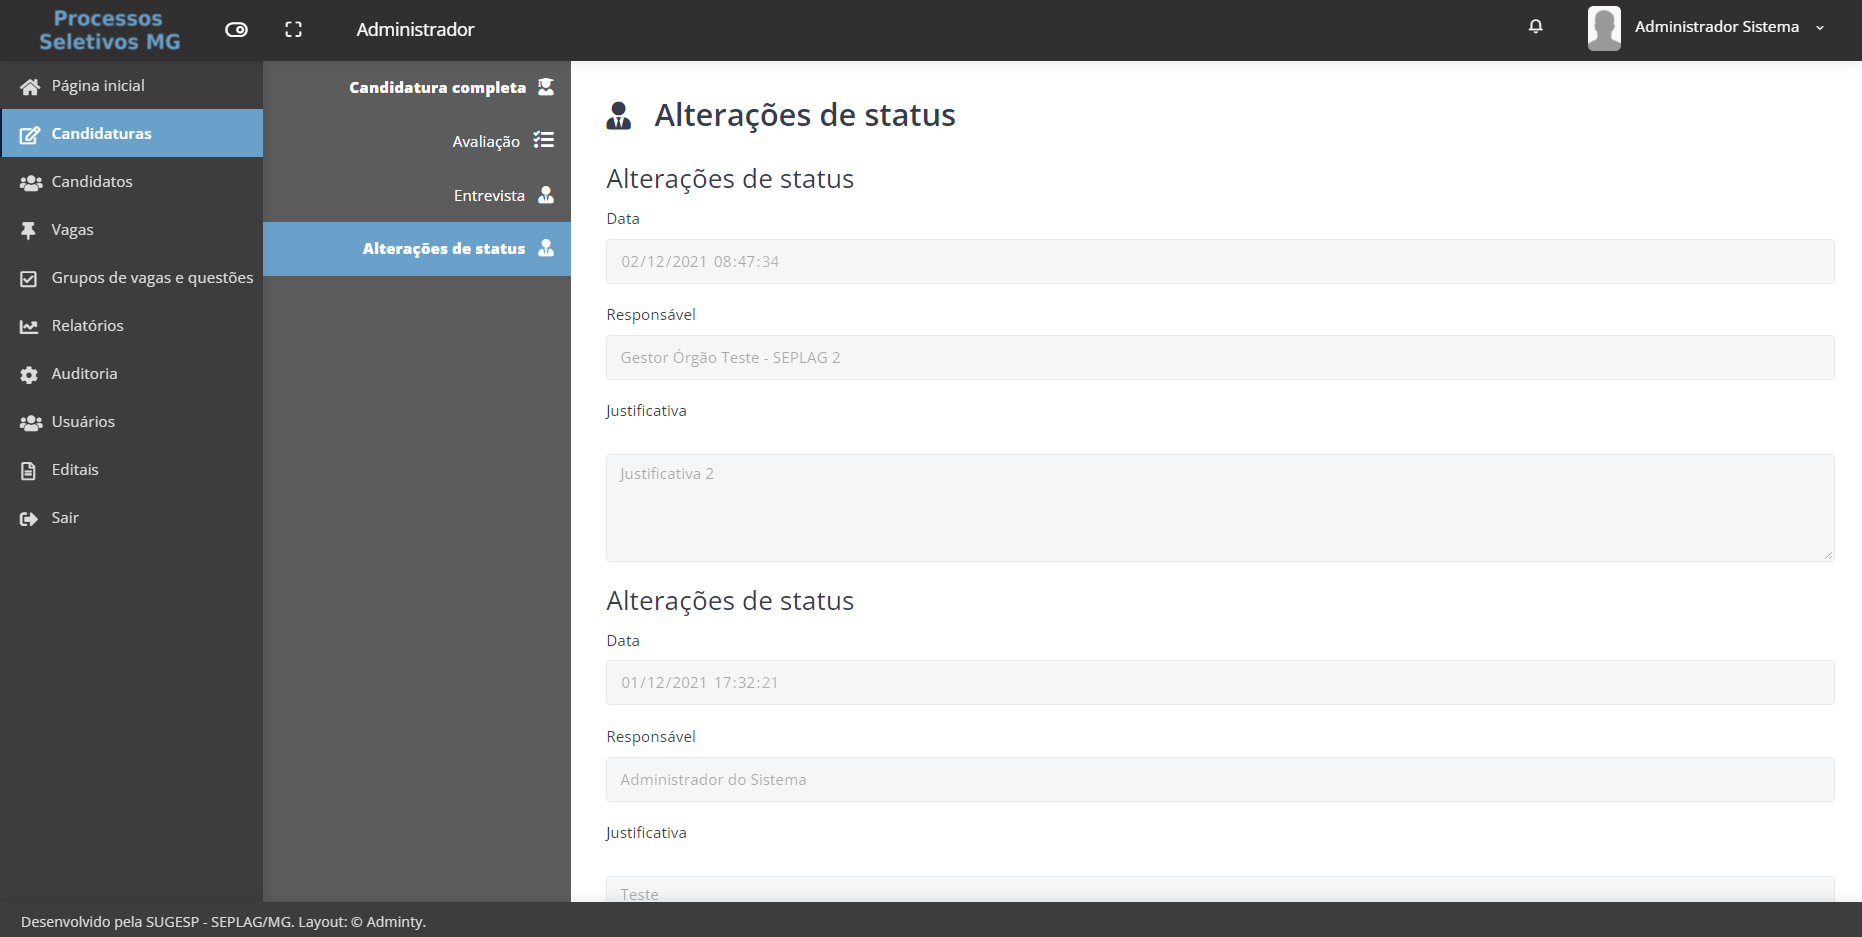 Processos
Seletivos MG
Administrador
Administrador Sistema
Página inicial
Candidaturas
Candidatos
Vagas
Grupos de vagas e questões
Relatórios
Auditoria
Usuários
Editais
Sair
Candidatura completa
Avaliação
Entrevista
Alterações de status
Alterações de status
Alterações de status
Data
02/12/2021 08:47:34
Responsável
Gestor Órgão Teste - SEPLAG 2
Justificativa
Justificativa 2
Alterações de status
Data
01/12/2021 17:32:21
Responsável
Administrador do Sistema
Justificativa
Teste
Desenvolvido pela SUGESP - SEPLAG/MG. Layout: © Adminty.